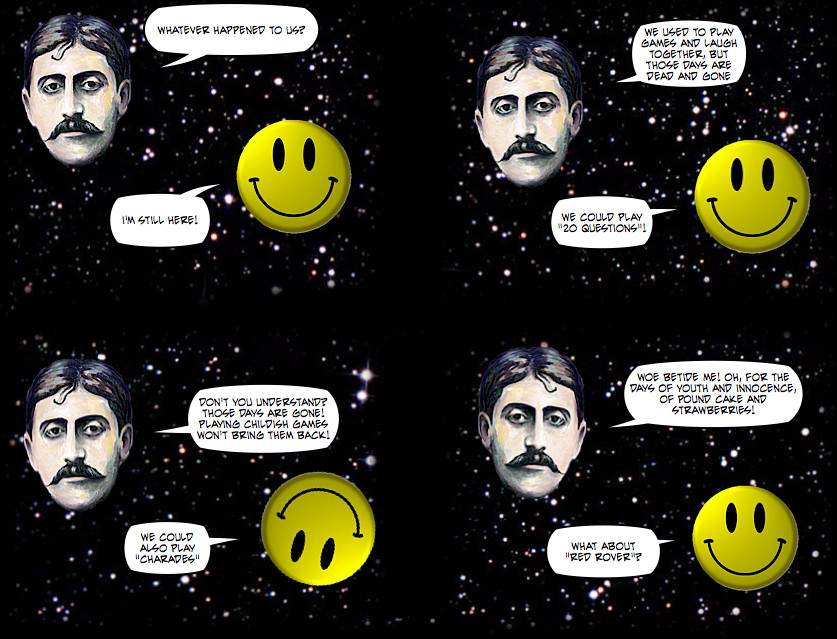 WHATEVER HAPPENED TO US?
I'M STILL HERE!
WE USED TO PLAY
GAMES AND LAUGH
TOGETHER, BUT
THOSE DAYS ARE
DEAD AND GONE
WE COULD PLAY
"20 QUESTIONS"!
DON'T YOU UNDERSTAND?
THOSE DAYS ARE GONE!
PLAYING CHILDISH GAMES
WON'T BRING THEM BACK!
WE COULD
ALSO PLAY
"CHARADES"
WOE BETIDE ME! OH, FOR THE
DAYS OF YOUTH AND INNOCENCE,
OF POUND CAKE AND
STRAWBERRIES!
WHAT ABOUT
"RED ROVER"?